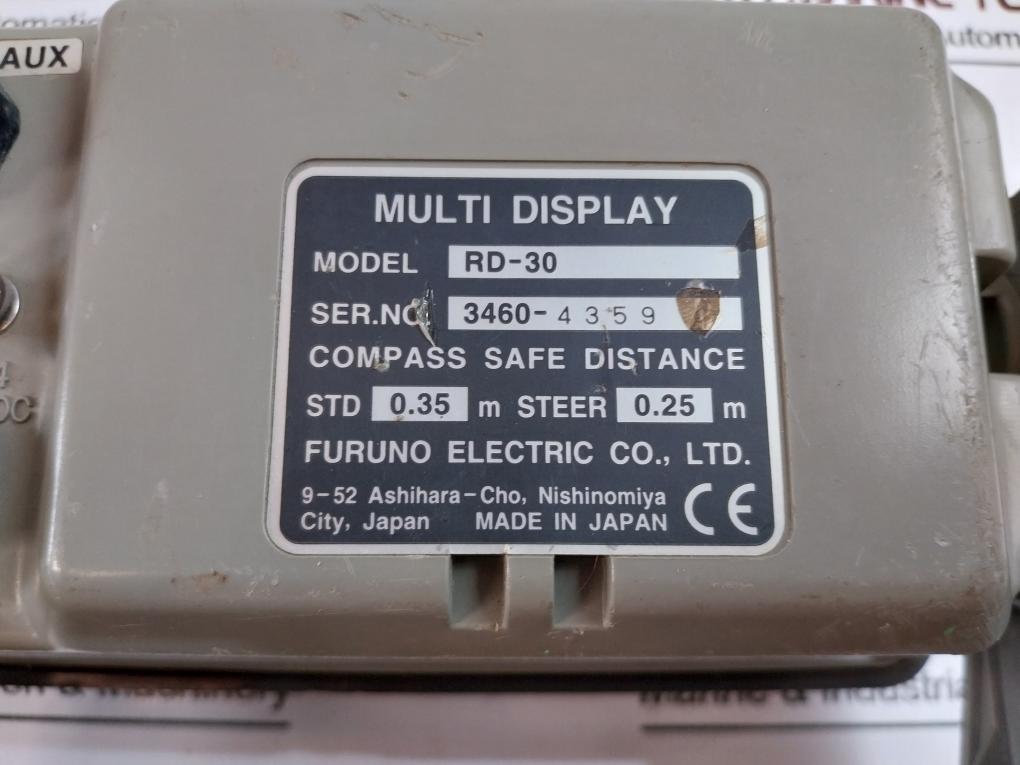 AUX
MULTI DISPLAY
MODEL RD-30
SER.NO 3460-4359
COMPASS SAFE DISTANCE
STD 0.35 m STEER 0.25 m
FURUNO ELECTRIC CO., LTD.
9-52 Ashihara-Cho, Nishinomiya
City, Japan MADE IN JAPAN CE